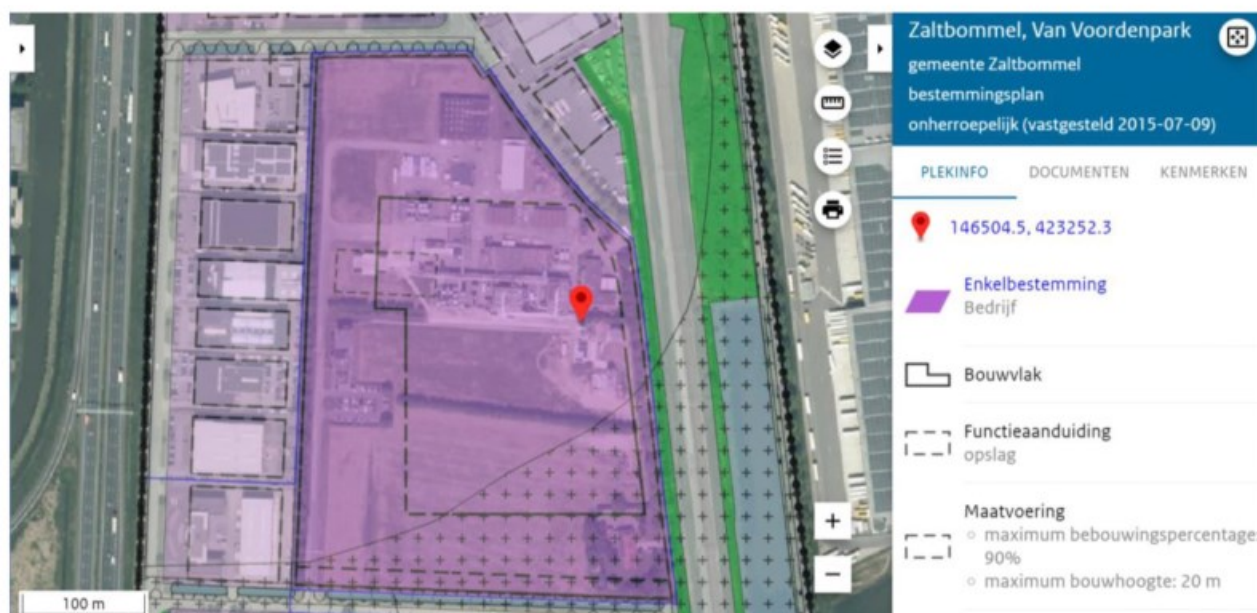 Zaltbommel, Van Voordenpark
gemeente Zaltbommel
bestemmingsplan
onherroepelijk (vastgesteld 2015-07-09)
PLEKINFO DOCUMENTEN KENMERKEN
146504.5, 423252.3
Enkelbestemming
Bedrijf
Bouwvlak
Functieaanduiding
opslag
Maatvoering
maximum bebouwingspercentage:
90%
maximum bouwhoogte: 20 m
+
−
100 m